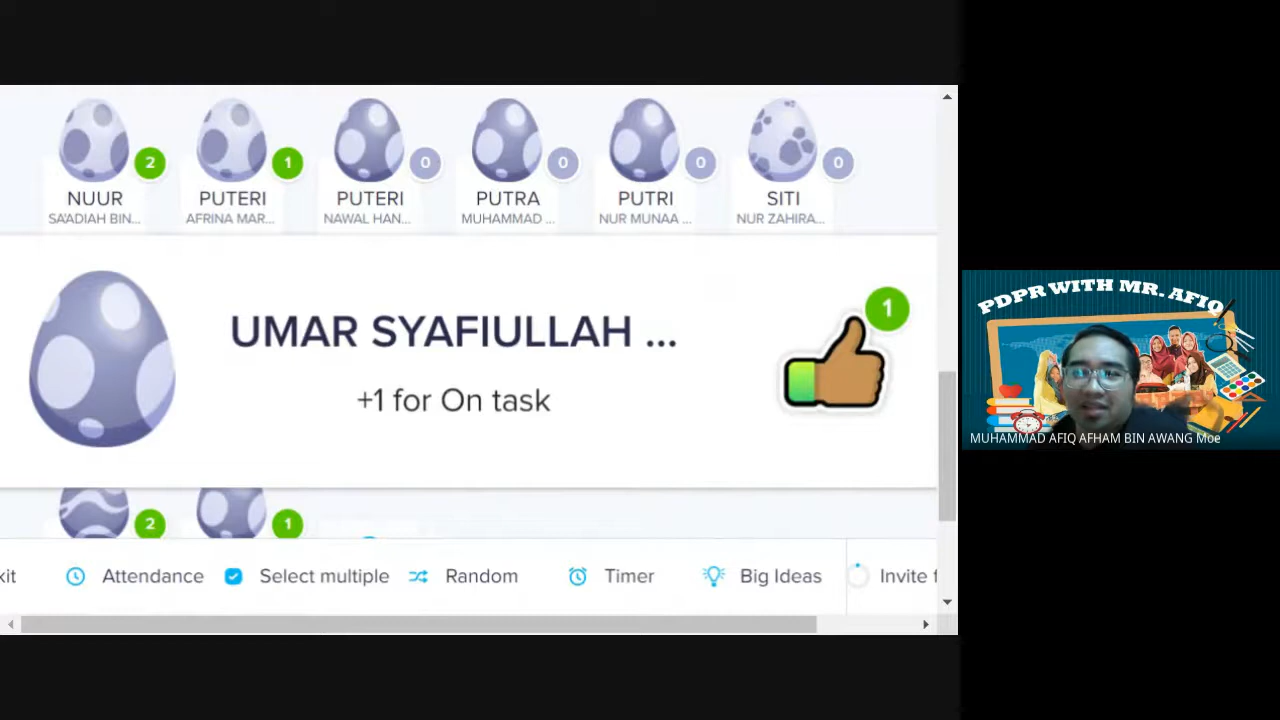 2 1 0 0 0 0
NUUR PUTERI PUTERI PUTRA PUTRI SITI
SA'ADIAH BIN... AFRINA MAR... NAWAL HAN... MUHAMMAD ... NUR MUNAA ... NUR ZAHIRA...
1
UMAR SYAFIULLAH ...
+1 for On task
2 1
xit Attendance Select multiple Random Timer Big Ideas Invite f
PDPR WITH MR. AFIQ
MUHAMMAD AFIQ AFHAM BIN AWANG Moe